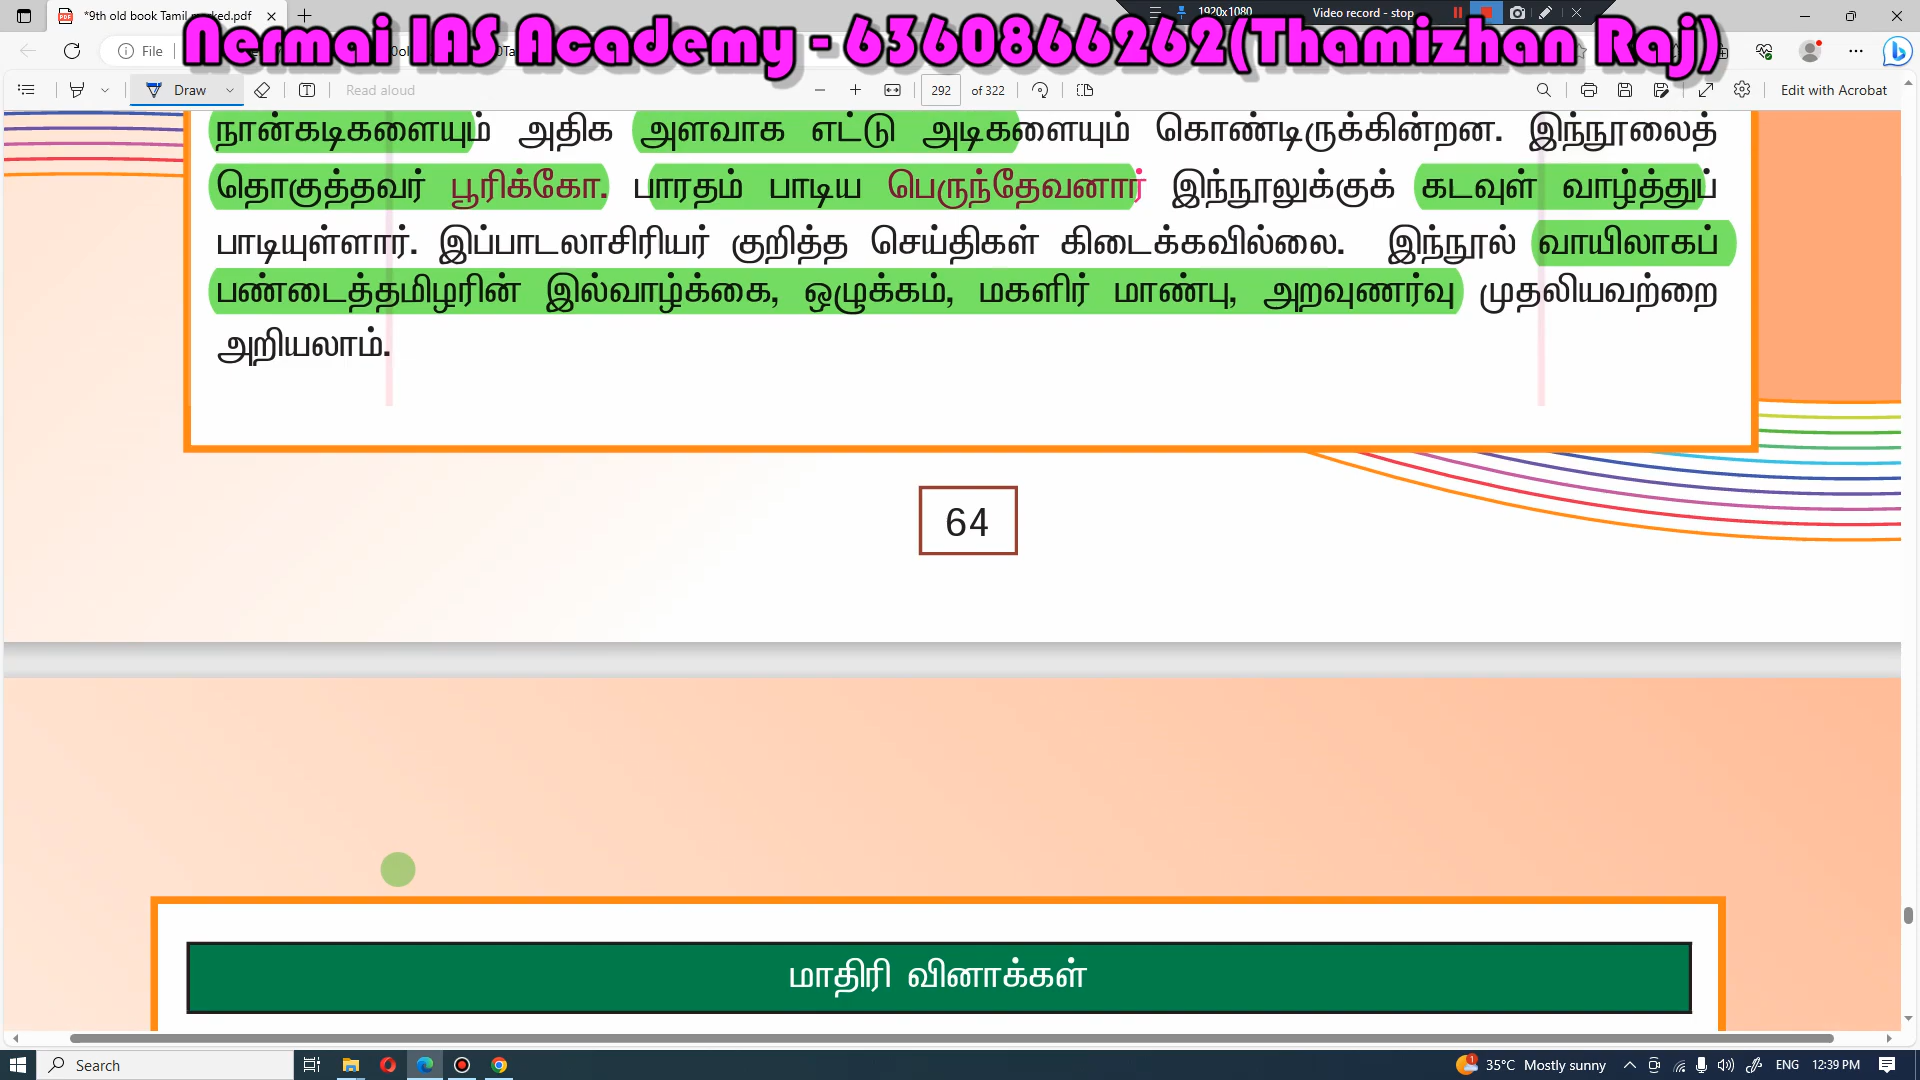 *9th old book Tamil marked.pdf
1920x1080
Video record - stop
File
Nermai IAS Academy - 6360866262(Thamizhan Raj)
Draw
Read aloud
292 of 322
Edit with Acrobat
நான்கடிகளையும் அதிக அளவாக எட்டு அடிகளையும் கொண்டிருக்கின்றன. இந்நூலைத்
தொகுத்தவர் பூரிக்கோ. பாரதம் பாடிய பெருந்தேவனார் இந்நூலுக்குக் கடவுள் வாழ்த்துப்
பாடியுள்ளார். இப்பாடலாசிரியர் குறித்த செய்திகள் கிடைக்கவில்லை. இந்நூல் வாயிலாகப்
பண்டைத்தமிழரின் இல்வாழ்க்கை, ஒழுக்கம், மகளிர் மாண்பு, அறவுணர்வு முதலியவற்றை
அறியலாம்.
64
மாதிரி வினாக்கள்
Search
35°C Mostly sunny
ENG
12:39 PM